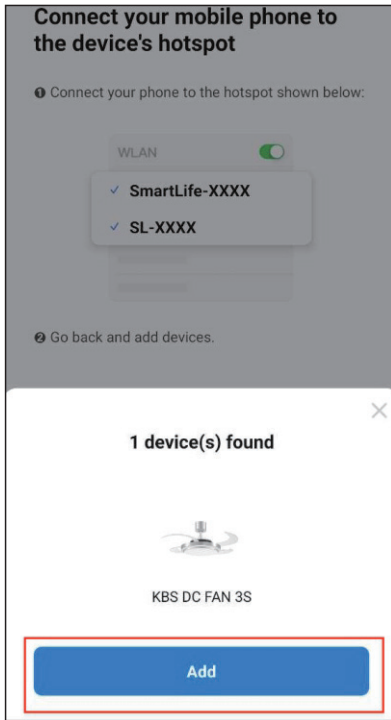 Connect your mobile phone to
the device's hotspot
❶ Connect your phone to the hotspot shown below:
WLAN
SmartLife-XXXX
SL-XXXX
❷ Go back and add devices.
1 device(s) found
KBS DC FAN 3S
Add